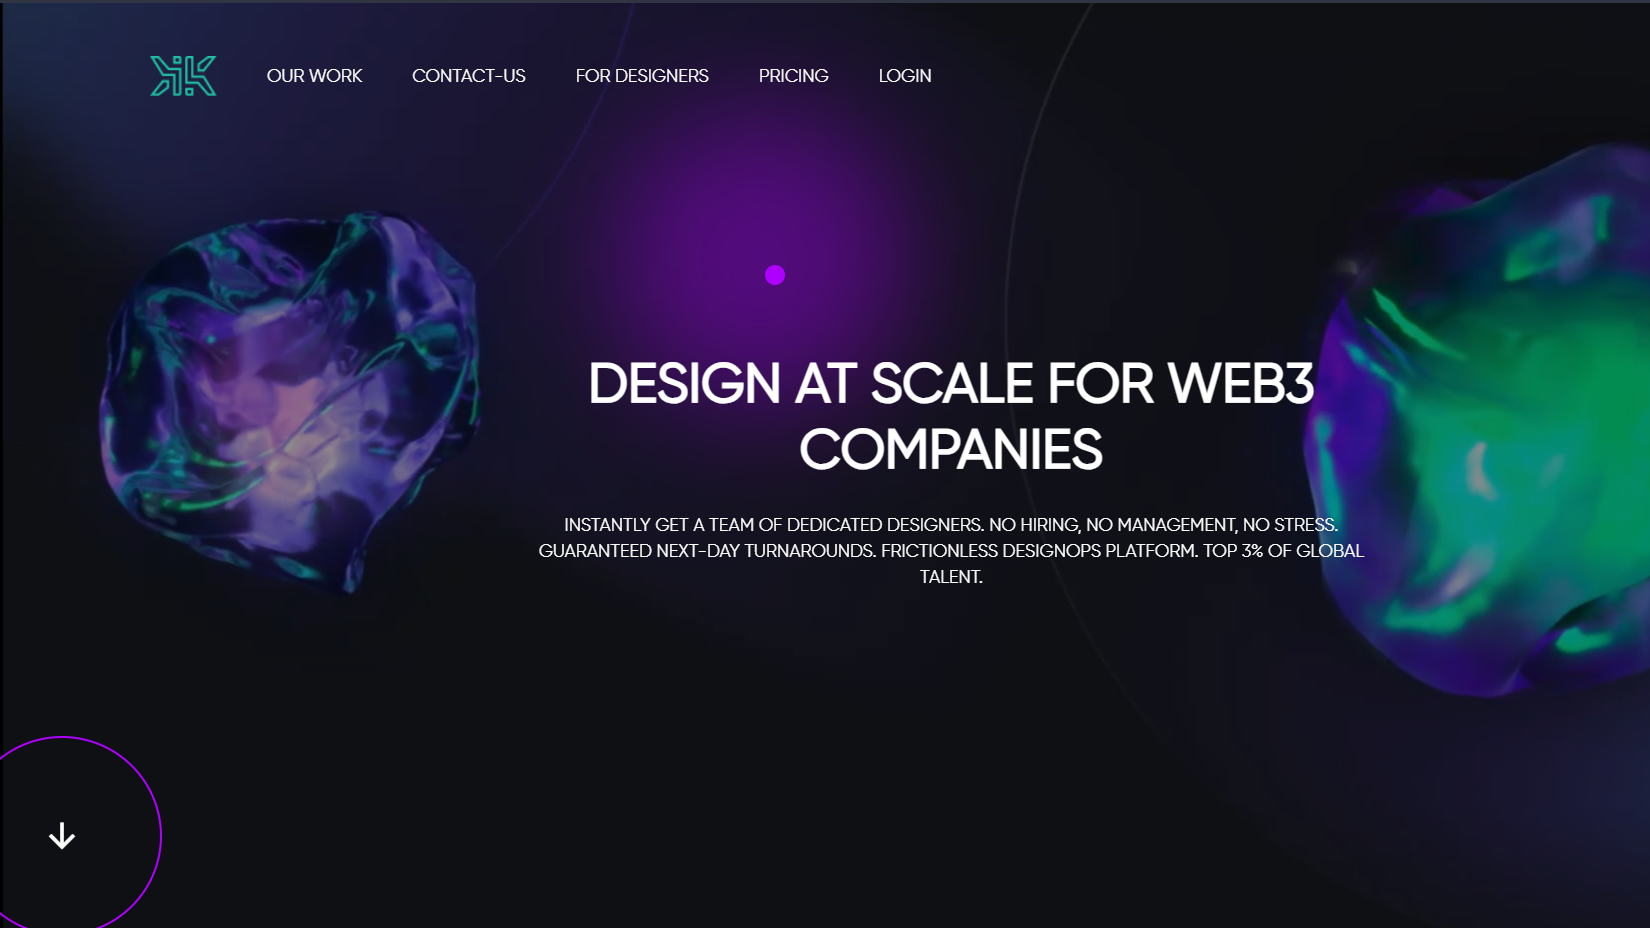 OUR WORK
CONTACT-US
FOR DESIGNERS
PRICING
LOGIN
DESIGN AT SCALE FOR WEB3
COMPANIES
INSTANTLY GET A TEAM OF DEDICATED DESIGNERS. NO HIRING, NO MANAGEMENT, NO STRESS.
GUARANTEED NEXT-DAY TURNAROUNDS. FRICTIONLESS DESIGNOPS PLATFORM. TOP 3% OF GLOBAL
TALENT.